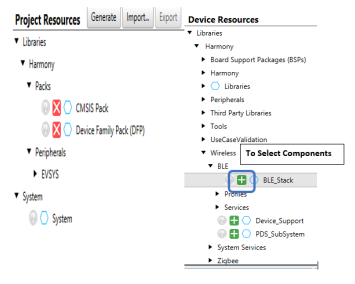 Project Resources
Generate
Import...
Export
Libraries
Harmony
Packs
CMSIS Pack
Device Family Pack (DFP)
Peripherals
EVSYS
System
System
Device Resources
Libraries
Harmony
Board Support Packages (BSPs)
Harmony
Libraries
Peripherals
Third Party Libraries
Tools
UseCaseValidation
Wireless
To Select Components
BLE
BLE_Stack
Profiles
Services
Device_Support
PDS_SubSystem
System Services
Zigbee